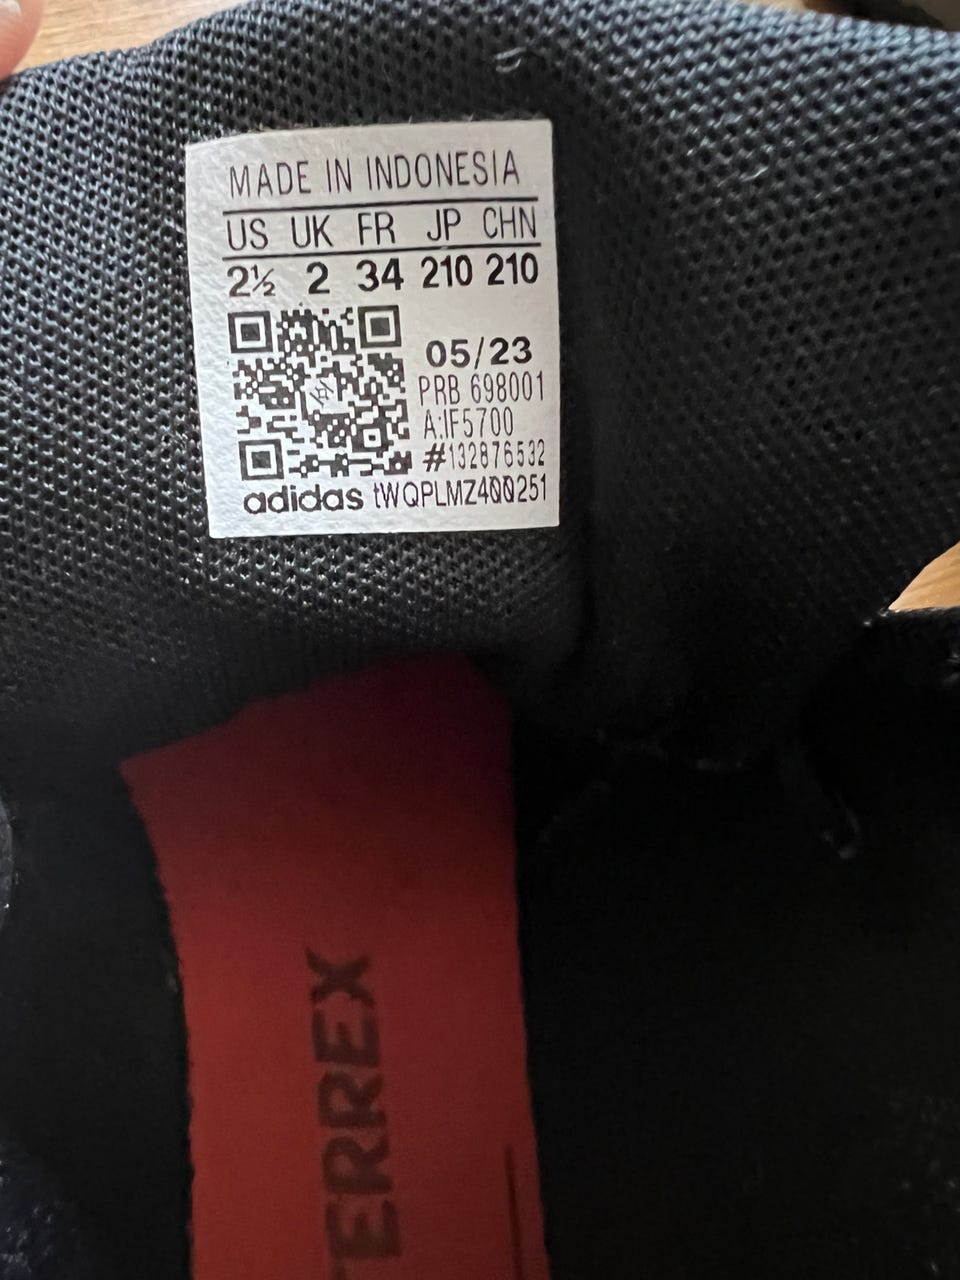 MADE IN INDONESIA
US UK FR JP CHN
2½ 2 34 210 210
05/23
PRB 698001
A:IF5700
#132876532
adidas tWQPLMZ400251
TERREX